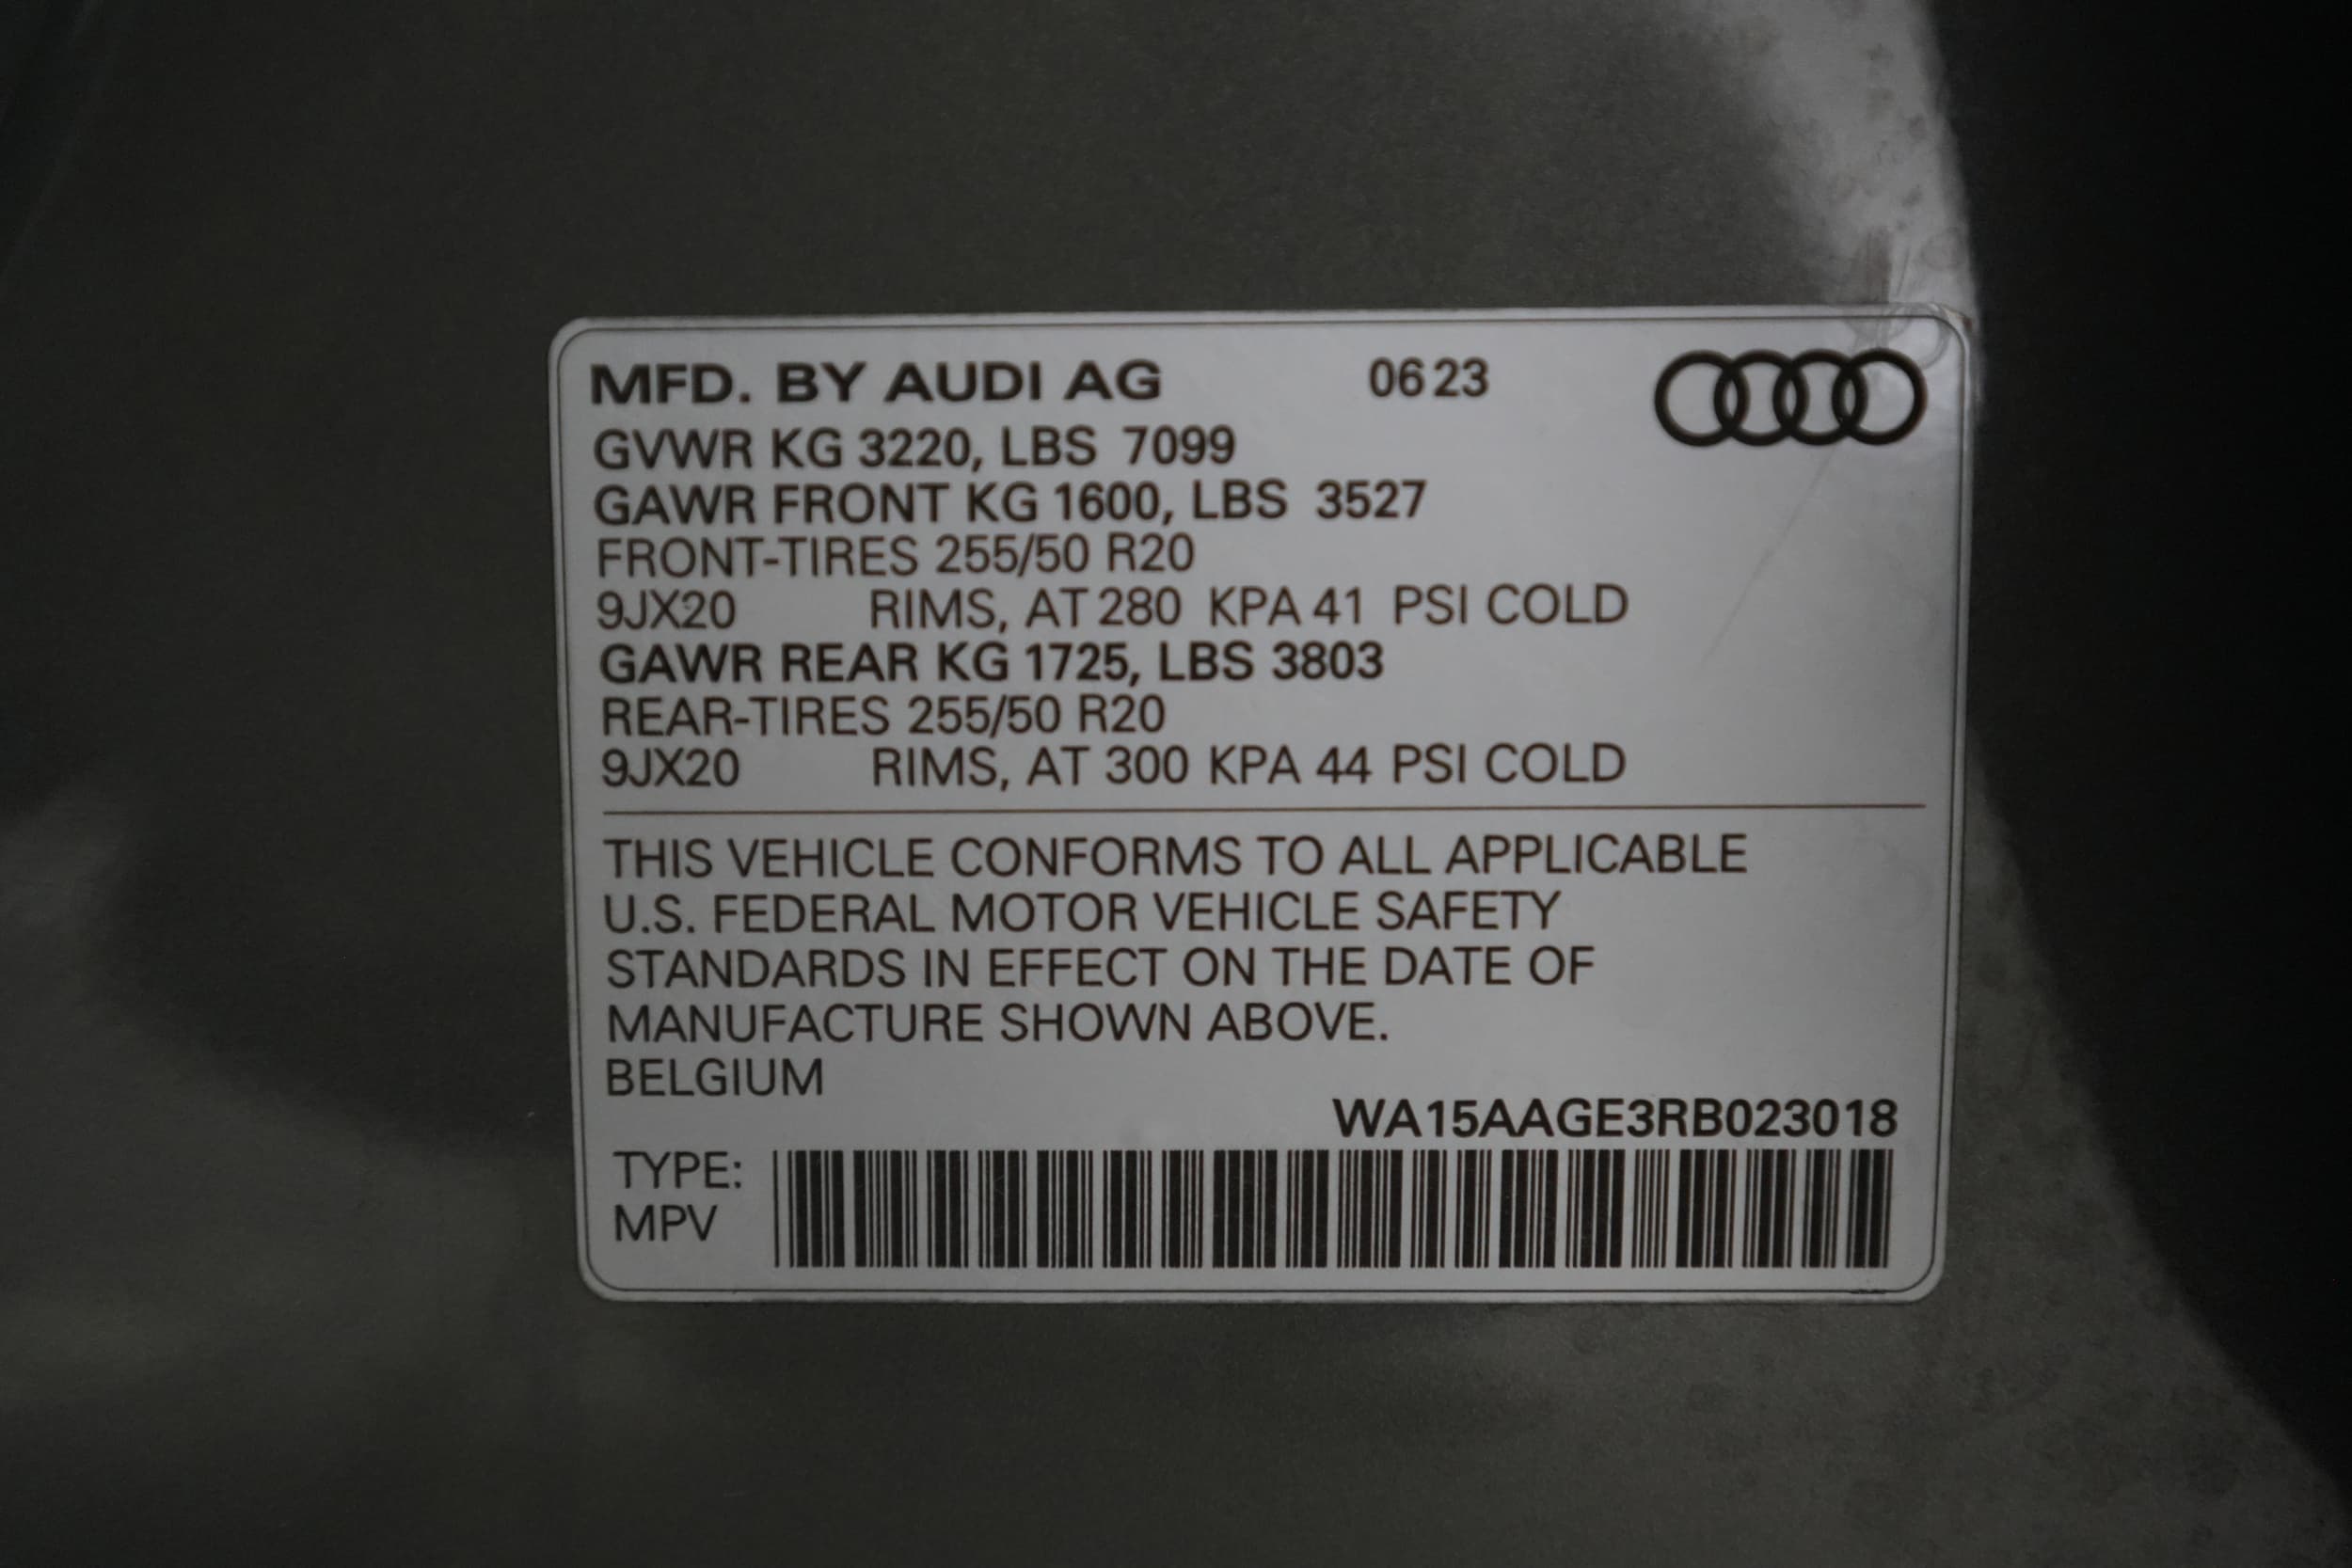 MFD. BY AUDI AG 06 23
GVWR KG 3220, LBS 7099
GAWR FRONT KG 1600, LBS 3527
FRONT-TIRES 255/50 R20
9JX20 RIMS, AT 280 KPA 41 PSI COLD
GAWR REAR KG 1725, LBS 3803
REAR-TIRES 255/50 R20
9JX20 RIMS, AT 300 KPA 44 PSI COLD
THIS VEHICLE CONFORMS TO ALL APPLICABLE
U.S. FEDERAL MOTOR VEHICLE SAFETY
STANDARDS IN EFFECT ON THE DATE OF
MANUFACTURE SHOWN ABOVE.
BELGIUM
WA15AAGE3RB023018
TYPE:
MPV